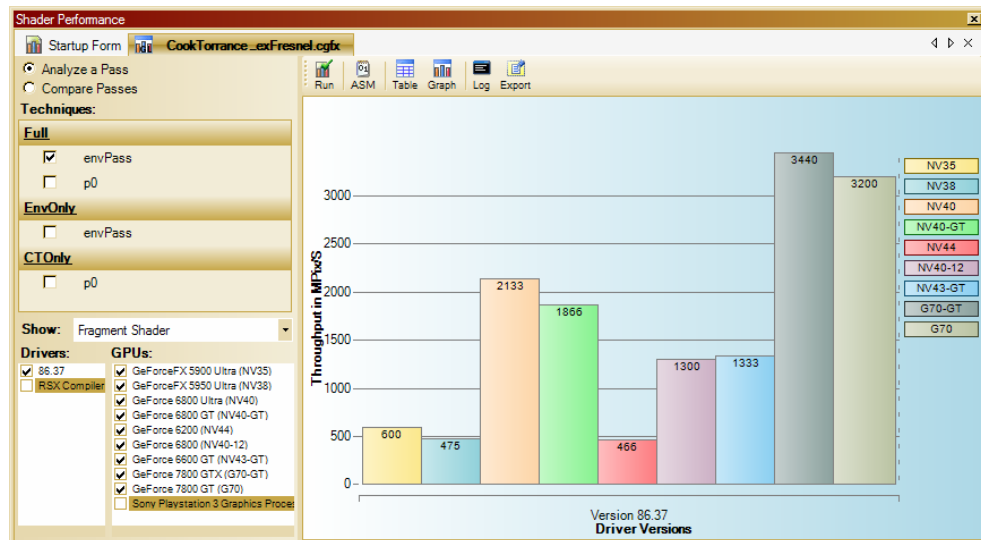 Shader Performance
Startup Form
CookTorrance_exFresnel.cgfx
Analyze a Pass
Compare Passes
Techniques:
Full
envPass
p0
EnvOnly
envPass
CTOnly
p0
Show: Fragment Shader
Drivers:
86.37
RSX Compiler
GPUs:
GeForceFX 5900 Ultra (NV35)
GeForceFX 5950 Ultra (NV38)
GeForce 6800 Ultra (NV40)
GeForce 6800 GT (NV40-GT)
GeForce 6200 (NV44)
GeForce 6800 (NV40-12)
GeForce 6600 GT (NV43-GT)
GeForce 7800 GTX (G70-GT)
GeForce 7800 GT (G70)
Sony Playstation 3 Graphics Proce
Run ASM Table Graph Log Export
Throughput in MPix/S
3000
2500
2000
1500
1000
500
0
600
475
2133
1866
466
1300
1333
3440
3200
Version 86.37
Driver Versions
NV35
NV38
NV40
NV40-GT
NV44
NV40-12
NV43-GT
G70-GT
G70